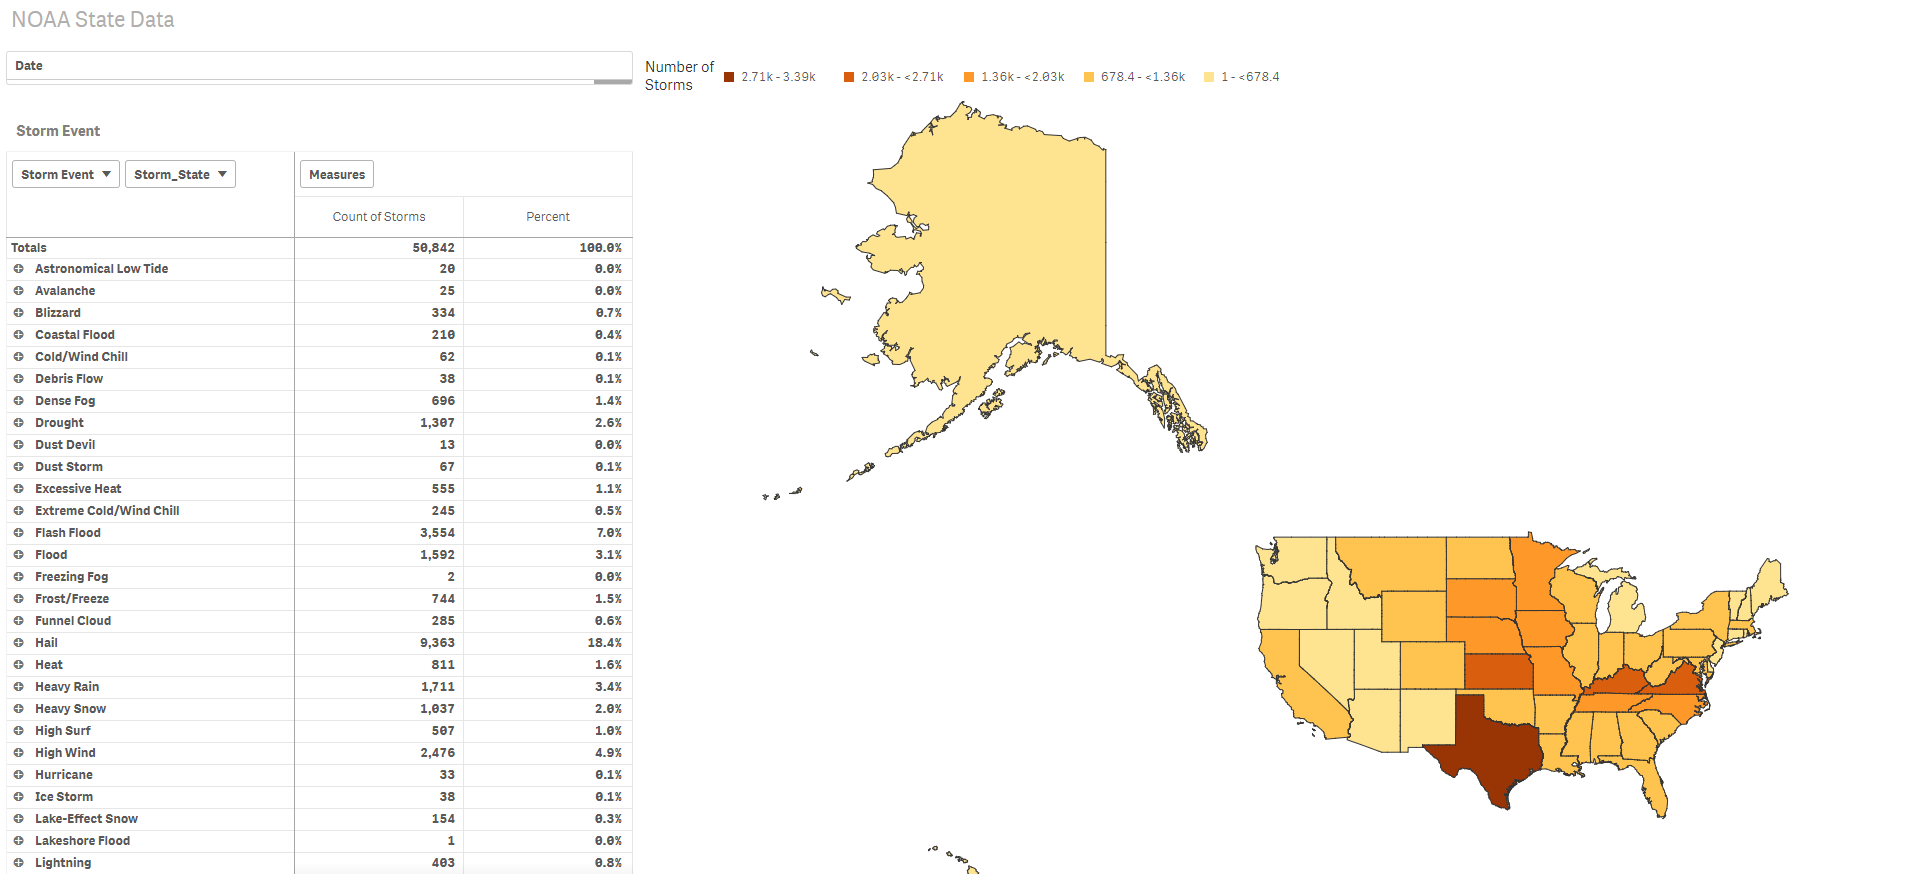 NOAA State Data
Date
Number of Storms 2.71k - 3.39k 2.03k - <2.71k 1.36k - <2.03k 678.4 - <1.36k 1 - <678.4
Storm Event
Storm Event Storm_State Measures
Count of Storms Percent
Totals 50,842 100.0%
Astronomical Low Tide 20 0.0%
Avalanche 25 0.0%
Blizzard 334 0.7%
Coastal Flood 210 0.4%
Cold/Wind Chill 62 0.1%
Debris Flow 38 0.1%
Dense Fog 696 1.4%
Drought 1,307 2.6%
Dust Devil 13 0.0%
Dust Storm 67 0.1%
Excessive Heat 555 1.1%
Extreme Cold/Wind Chill 245 0.5%
Flash Flood 3,554 7.0%
Flood 1,592 3.1%
Freezing Fog 2 0.0%
Frost/Freeze 744 1.5%
Funnel Cloud 285 0.6%
Hail 9,363 18.4%
Heat 811 1.6%
Heavy Rain 1,711 3.4%
Heavy Snow 1,037 2.0%
High Surf 507 1.0%
High Wind 2,476 4.9%
Hurricane 33 0.1%
Ice Storm 38 0.1%
Lake-Effect Snow 154 0.3%
Lakeshore Flood 1 0.0%
Lightning 403 0.8%